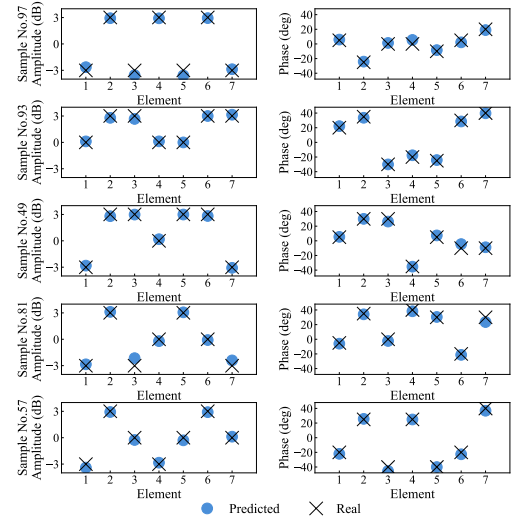 Sample No.97
Amplitude (dB)
3
0
−3
1 2 3 4 5 6 7
Element
Phase (deg)
40
20
0
−20
−40
1 2 3 4 5 6 7
Element
Sample No.93
Amplitude (dB)
3
0
−3
1 2 3 4 5 6 7
Element
Phase (deg)
40
20
0
−20
−40
1 2 3 4 5 6 7
Element
Sample No.49
Amplitude (dB)
3
0
−3
1 2 3 4 5 6 7
Element
Phase (deg)
40
20
0
−20
−40
1 2 3 4 5 6 7
Element
Sample No.81
Amplitude (dB)
3
0
−3
1 2 3 4 5 6 7
Element
Phase (deg)
40
20
0
−20
−40
1 2 3 4 5 6 7
Element
Sample No.57
Amplitude (dB)
3
0
−3
1 2 3 4 5 6 7
Element
Phase (deg)
40
20
0
−20
−40
1 2 3 4 5 6 7
Element
Predicted Real